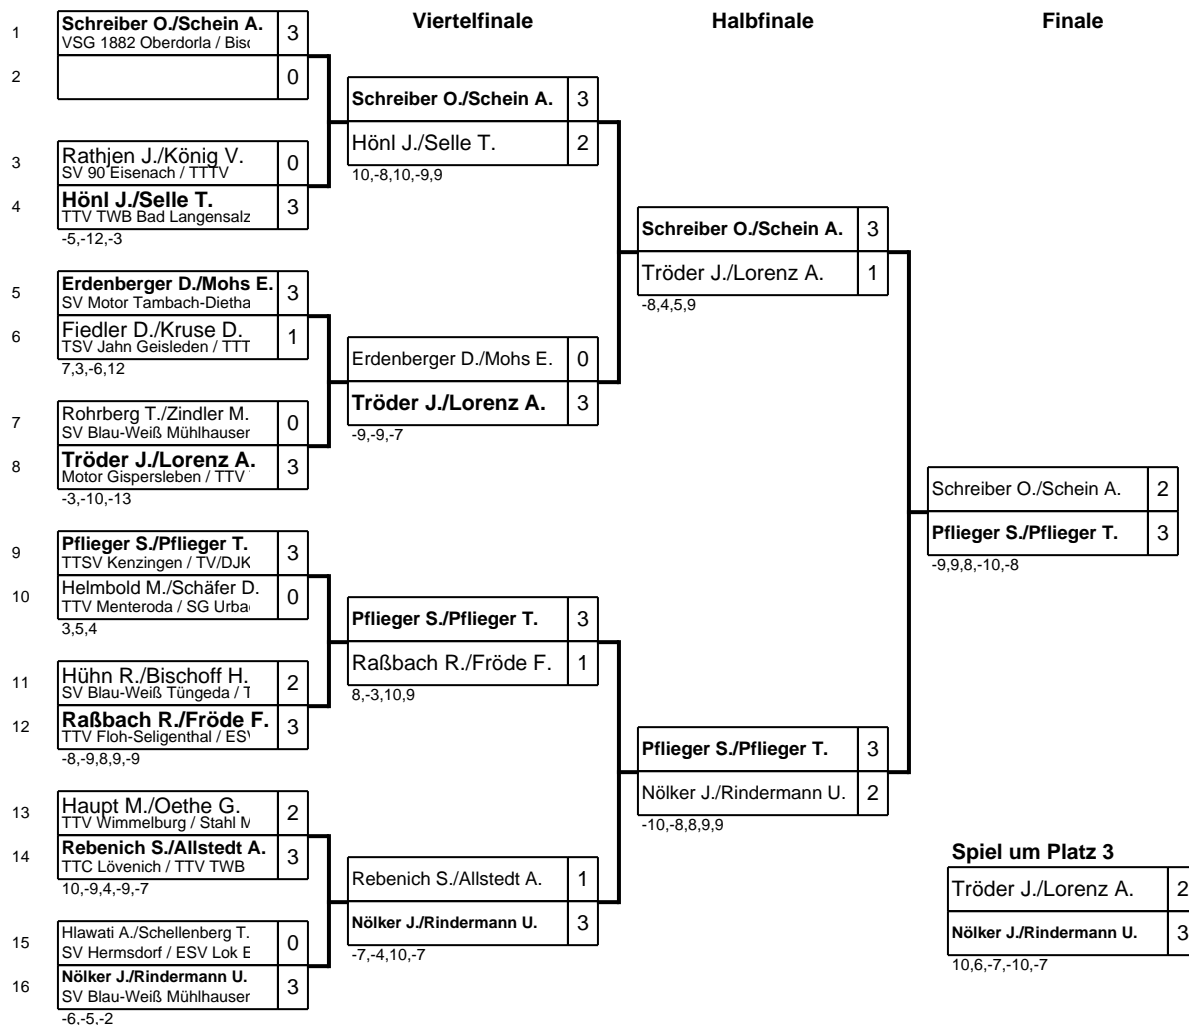 Viertelfinale
Halbfinale
Finale
1
Schreiber O./Schein A. 3
VSG 1882 Oberdorla /
2
0
3
Rathjen J./König V. 0
SV 90 Eisenach / TTTV
4
Hönl J./Selle T. 3
TTV TWB Bad Langensalz
-5,-12,-3
5
Erdenberger D./Mohs E. 3
SV Motor Tambach-Dietha
6
Fiedler D./Kruse D. 1
TSV Jahn Geisleden / TTT
7,3,-6,12
7
Rohrberg T./Zindler M. 0
SV Blau-Weiß Mühlhauser
8
Tröder J./Lorenz A. 3
Motor Gispersleben / TTV
-3,-10,-13
9
Pflieger S./Pflieger T. 3
TTSV Kenzingen / TV/DJK
10
Helmbold M./Schäfer D. 0
TTV Menteroda / SG
3,5,4
11
Hühn R./Bischoff H. 2
SV Blau-Weiß Tüngeda /
12
Raßbach R./Fröde F. 3
TTV Floh-Seligenthal /
-8,-9,8,9,-9
13
Haupt M./Oethe G. 2
TTV Wimmelburg / Stahl
14
Rebenich S./Allstedt A. 3
TTC Lövenich / TTV TWB
10,-9,4,-9,-7
15
Hlawati A./Schellenberg T. 0
SV Hermsdorf / ESV Lok
16
Nölker J./Rindermann U. 3
SV Blau-Weiß Mühlhauser
-6,-5,-2
Schreiber O./Schein A. 3
Hönl J./Selle T. 2
10,-8,10,-9,9
Erdenberger D./Mohs E. 0
Tröder J./Lorenz A. 3
-9,-9,-7
Pflieger S./Pflieger T. 3
Raßbach R./Fröde F. 1
8,-3,10,9
Rebenich S./Allstedt A. 1
Nölker J./Rindermann U. 3
-7,-4,10,-7
Schreiber O./Schein A. 3
Tröder J./Lorenz A. 1
-8,4,5,9
Pflieger S./Pflieger T. 3
Nölker J./Rindermann U. 2
-10,-8,8,9,9
Schreiber O./Schein A. 2
Pflieger S./Pflieger T. 3
-9,9,8,-10,-8
Spiel um Platz 3
Tröder J./Lorenz A. 2
Nölker J./Rindermann U. 3
10,6,-7,-10,-7